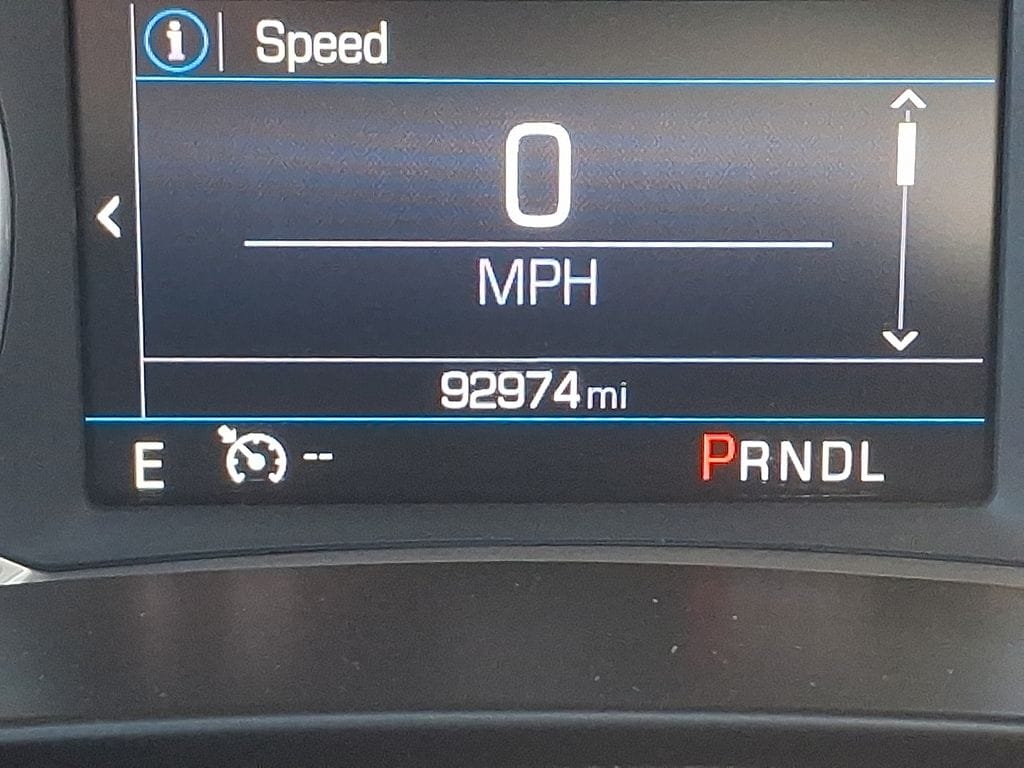 i | Speed
0
MPH
92974 mi
E -- PRNDL